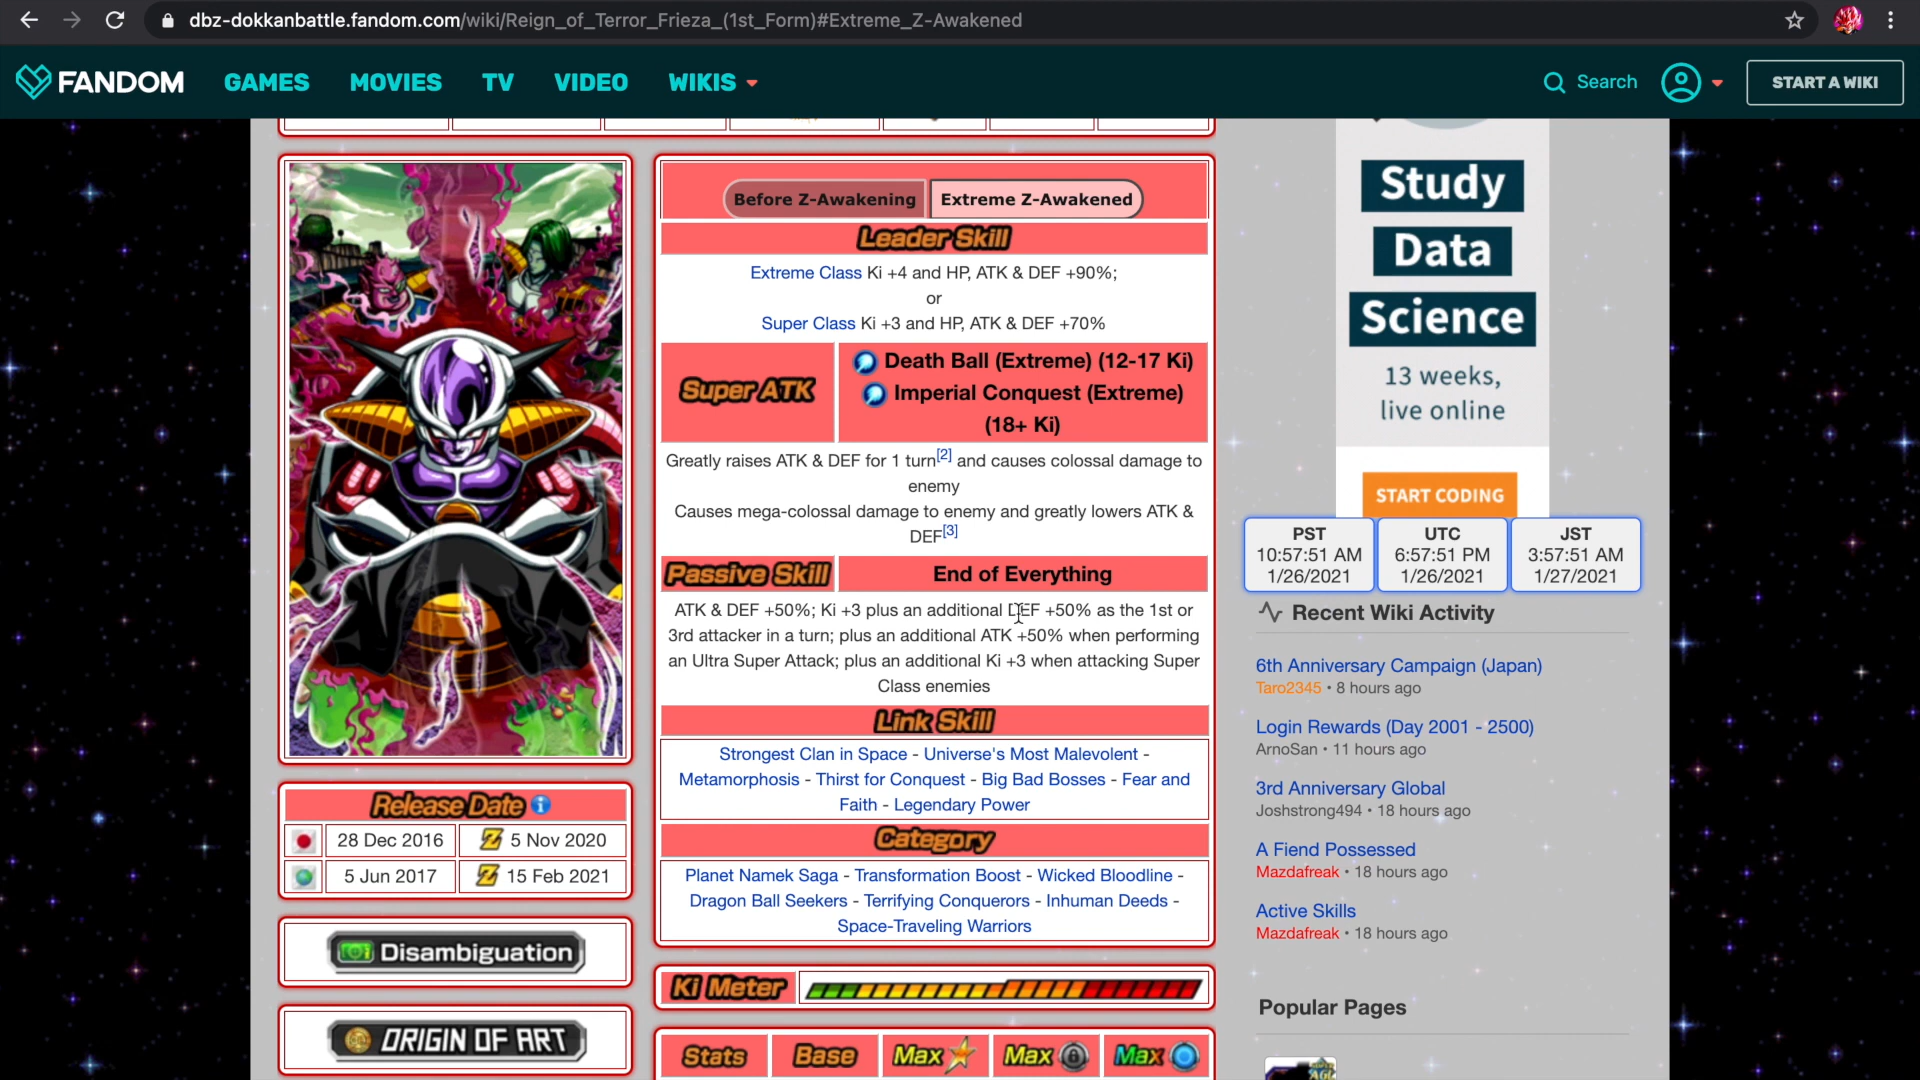 dbz-dokkanbattle.fandom.com/wiki/Reign_of_Terror_Frieza_(1st_Form)#Extreme_Z-Awakened
FANDOM
GAMES
MOVIES
TV
VIDEO
WIKIS
Search
START A WIKI
Before Z-Awakening
Extreme Z-Awakened
Leader Skill
Extreme Class Ki +4 and HP, ATK & DEF +90%;
or
Super Class Ki +3 and HP, ATK & DEF +70%
Super ATK
Death Ball (Extreme) (12-17 Ki)
Imperial Conquest (Extreme)
(18+ Ki)
Greatly raises ATK & DEF for 1 turn[2] and causes colossal damage to
enemy
Causes mega-colossal damage to enemy and greatly lowers ATK &
DEF[3]
Passive Skill
End of Everything
ATK & DEF +50%; Ki +3 plus an additional DEF +50% as the 1st or
3rd attacker in a turn; plus an additional ATK +50% when performing
an Ultra Super Attack; plus an additional Ki +3 when attacking Super
Class enemies
Link Skill
Strongest Clan in Space - Universe's Most Malevolent -
Metamorphosis - Thirst for Conquest - Big Bad Bosses - Fear and
Faith - Legendary Power
Category
Planet Namek Saga - Transformation Boost - Wicked Bloodline -
Dragon Ball Seekers - Terrifying Conquerors - Inhuman Deeds -
Space-Traveling Warriors
Ki Meter
Stats
Base
Max
Max
Max
Release Date
28 Dec 2016
Z 5 Nov 2020
5 Jun 2017
Z 15 Feb 2021
Disambiguation
ORIGIN OF ART
Study
Data
Science
13 weeks,
live online
START CODING
PST
10:57:51 AM
1/26/2021
UTC
6:57:51 PM
1/26/2021
JST
3:57:51 AM
1/27/2021
Recent Wiki Activity
6th Anniversary Campaign (Japan)
Taro2345 • 8 hours ago
Login Rewards (Day 2001 - 2500)
ArnoSan • 11 hours ago
3rd Anniversary Global
Joshstrong494 • 18 hours ago
A Fiend Possessed
Mazdafreak • 18 hours ago
Active Skills
Mazdafreak • 18 hours ago
Popular Pages